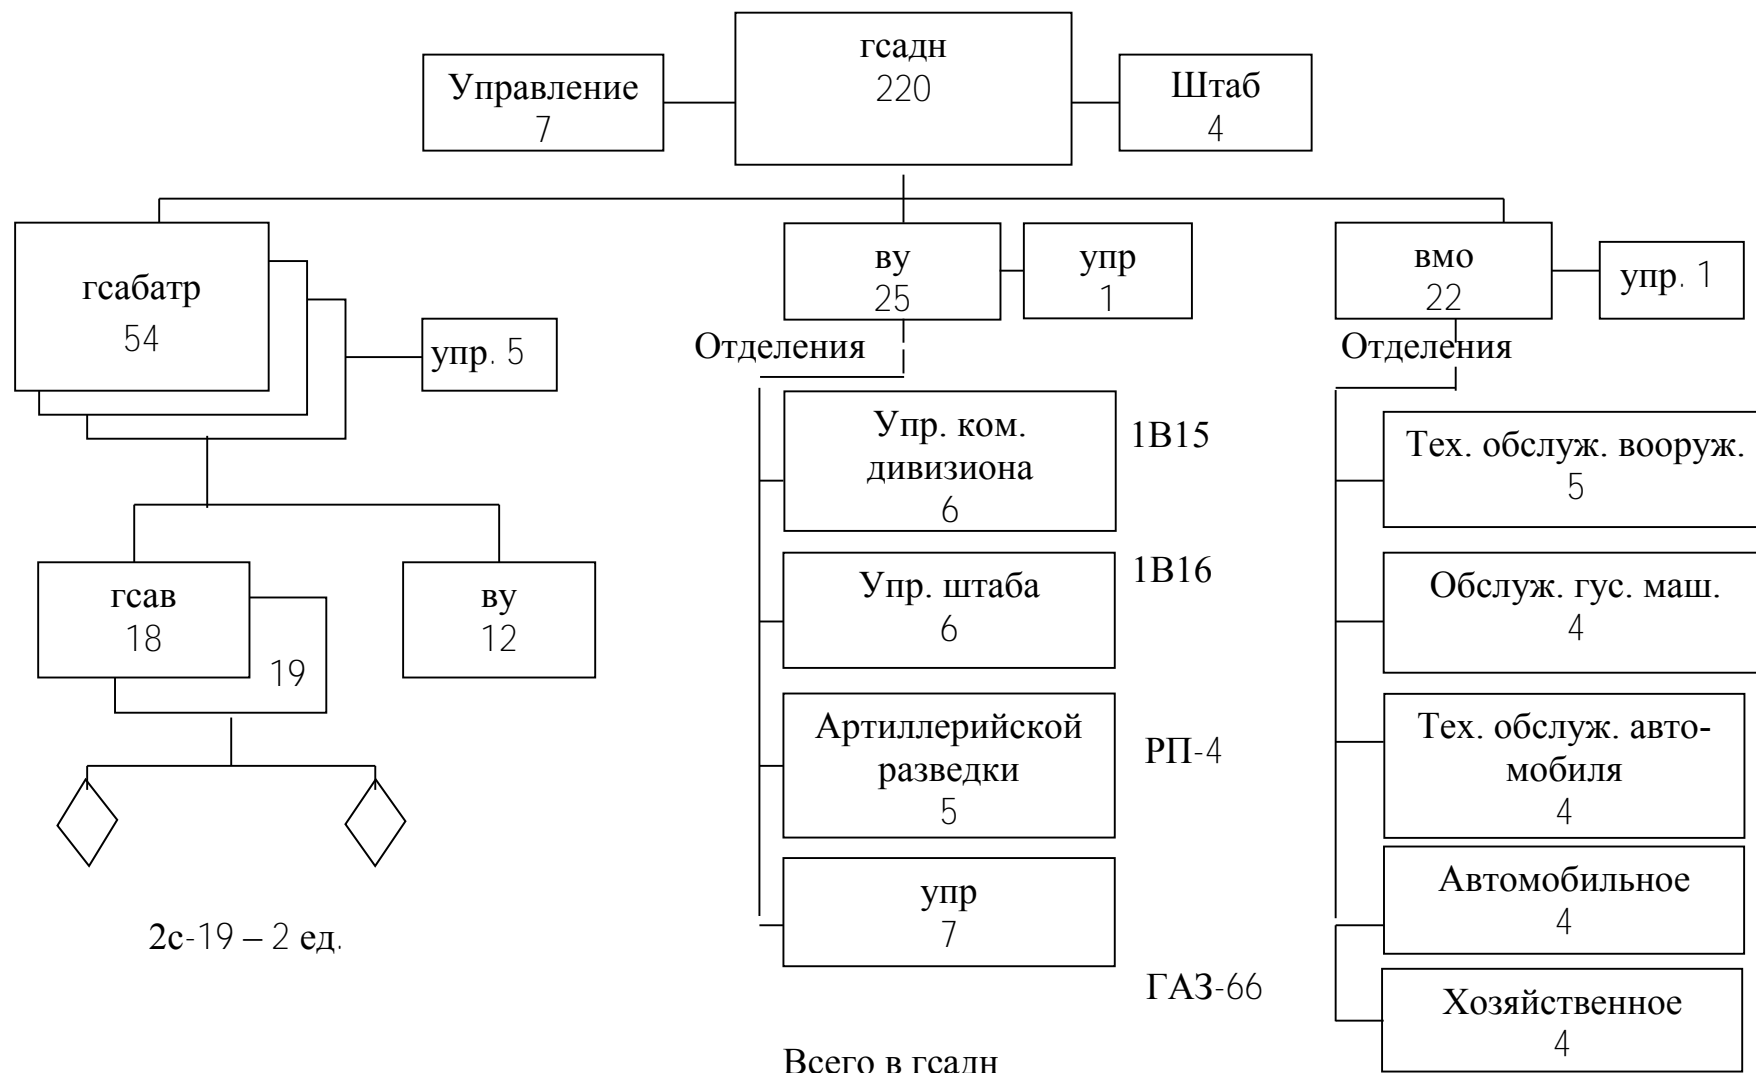 гсадн
220
Управление
7
Штаб
4
гсабатр
54
упр. 5
ву
25
упр
1
вмо
22
упр. 1
Отделения
Отделения
Упр. ком.
дивизиона
6
1В15
Упр. штаба
6
1В16
Артиллерийской
разведки
5
РП-4
упр
7
ГАЗ-66
Тех. обслуж. вооруж.
5
Обслуж. гус. маш.
4
Тех. обслуж. авто-
мобиля
4
Автомобильное
4
Хозяйственное
4
гсав
18
19
ву
12
2с-19 – 2 ед.
Всего в гсадн